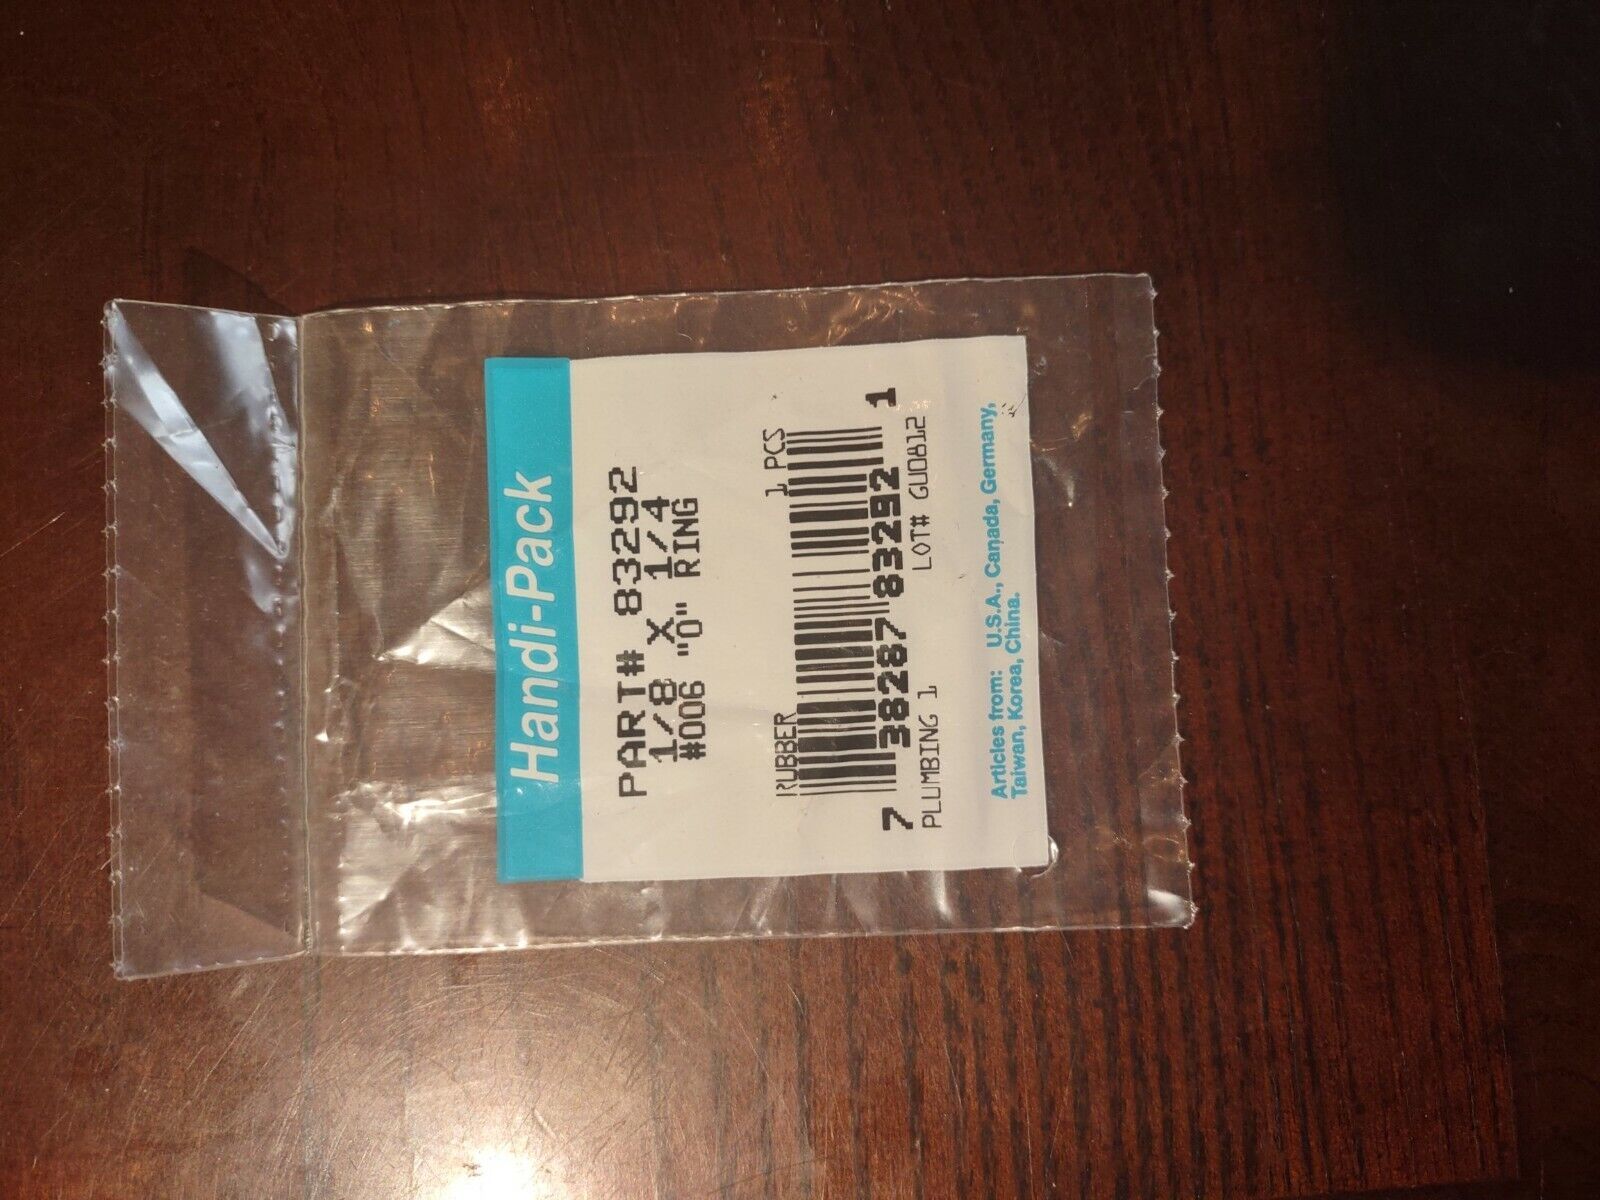 Handi-Pack
PART# 83292
1/8 X 1/4
#006 "O" RING
RUBBER 1 PCS
7 38287 83292 1
PLUMBING 1 LOT# GU0612
Articles from: U.S.A., Canada, Germany,
Taiwan, Korea, China.